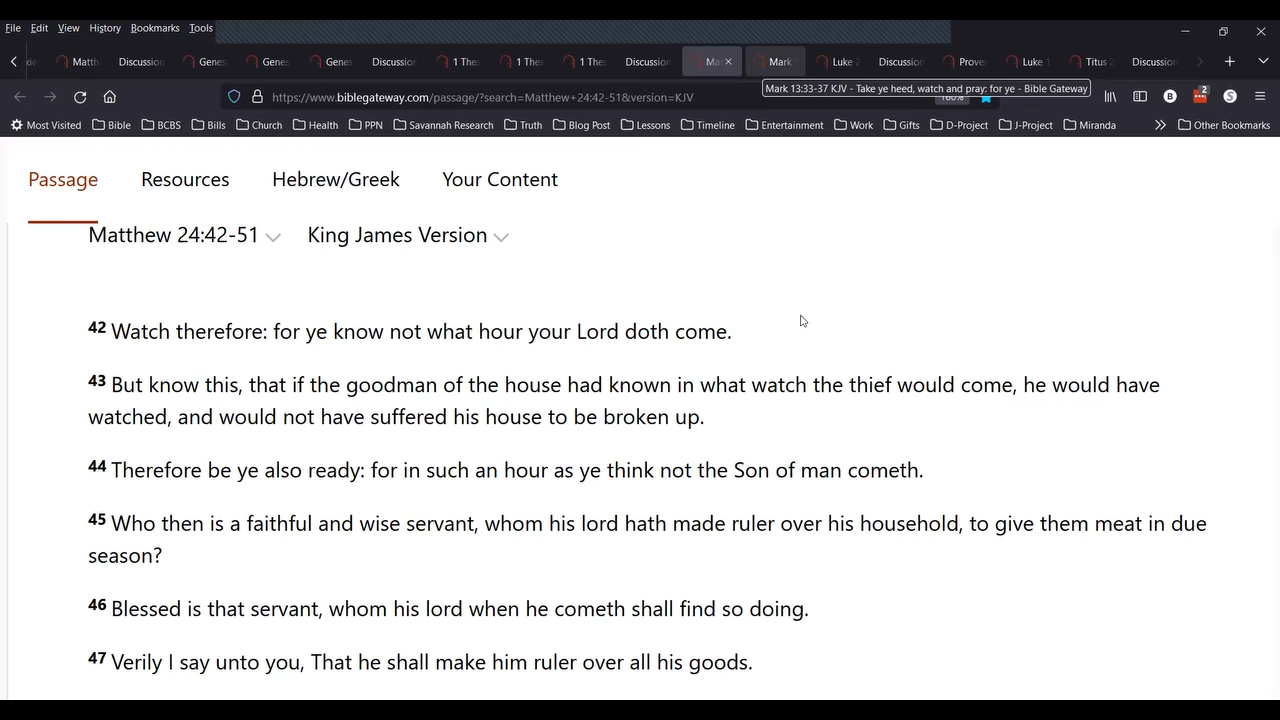 File Edit View History Bookmarks Tools
Matth Discussion Genes Genes Genes Discussion 1 Thes 1 Thes 1 Thes Discussion Ma Mark Luke 2 Discussion Prove Luke 1 Titus 2 Discussion
Mark 13:33-37 KJV - Take ye heed, watch and pray: for ye - Bible Gateway
https://www.biblegateway.com/passage/?search=Matthew+24:42-51&version=KJV 160% B 2 S
Most Visited Bible BCBS Bills Church Health PPN Savannah Research Truth Blog Post Lessons Timeline Entertainment Work Gifts D-Project J-Project Miranda Other Bookmarks
Passage Resources Hebrew/Greek Your Content
Matthew 24:42-51 King James Version
42 Watch therefore: for ye know not what hour your Lord doth come.
43 But know this, that if the goodman of the house had known in what watch the thief would come, he would have
watched, and would not have suffered his house to be broken up.
44 Therefore be ye also ready: for in such an hour as ye think not the Son of man cometh.
45 Who then is a faithful and wise servant, whom his lord hath made ruler over his household, to give them meat in due
season?
46 Blessed is that servant, whom his lord when he cometh shall find so doing.
47 Verily I say unto you, That he shall make him ruler over all his goods.